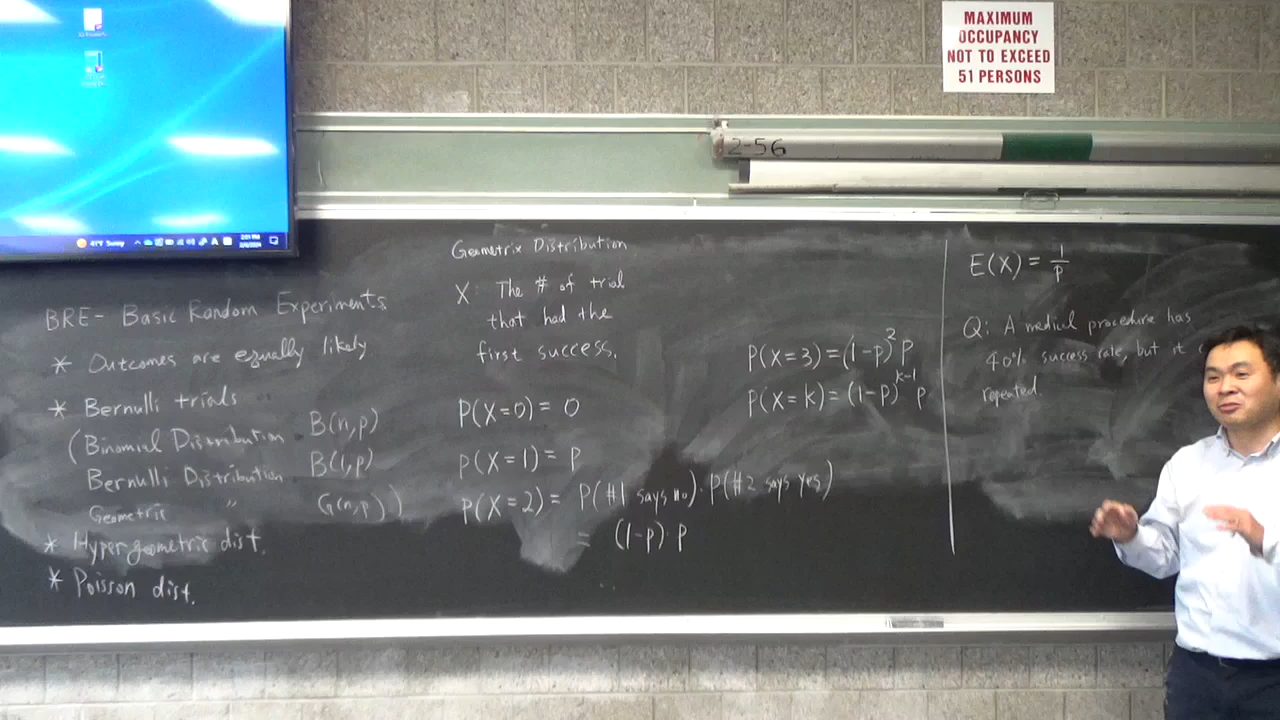 MAXIMUM
OCCUPANCY
NOT TO EXCEED
51 PERSONS
2-56
47°F Sunny
BRE- Basic Random Experiments
* Outcomes are equally likely
* Bernulli trials
(Binomial Distribution B(n,p)
Bernulli Distribution B(1,p)
Geometric " G(n,p))
* Hypergeometric dist.
* Poisson dist.
Geometrix Distribution
X: The # of trial
that had the
first success.
P(X=0) = 0
P(X=1) = p
P(X=2) = P(#1 says no)·P(#2 says Yes)
= (1-p)·p
P(X=3) = (1-p)²p
P(X=k) = (1-p)^{k-1} p
E(X) = 1/p
Q: A medical procedure has
40% success rate, but it c
repeated.